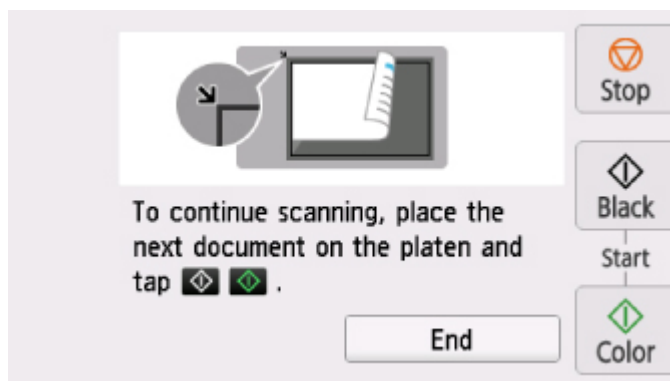 To continue scanning, place the
next document on the platen and
tap .
End
Stop
Black
Start
Color